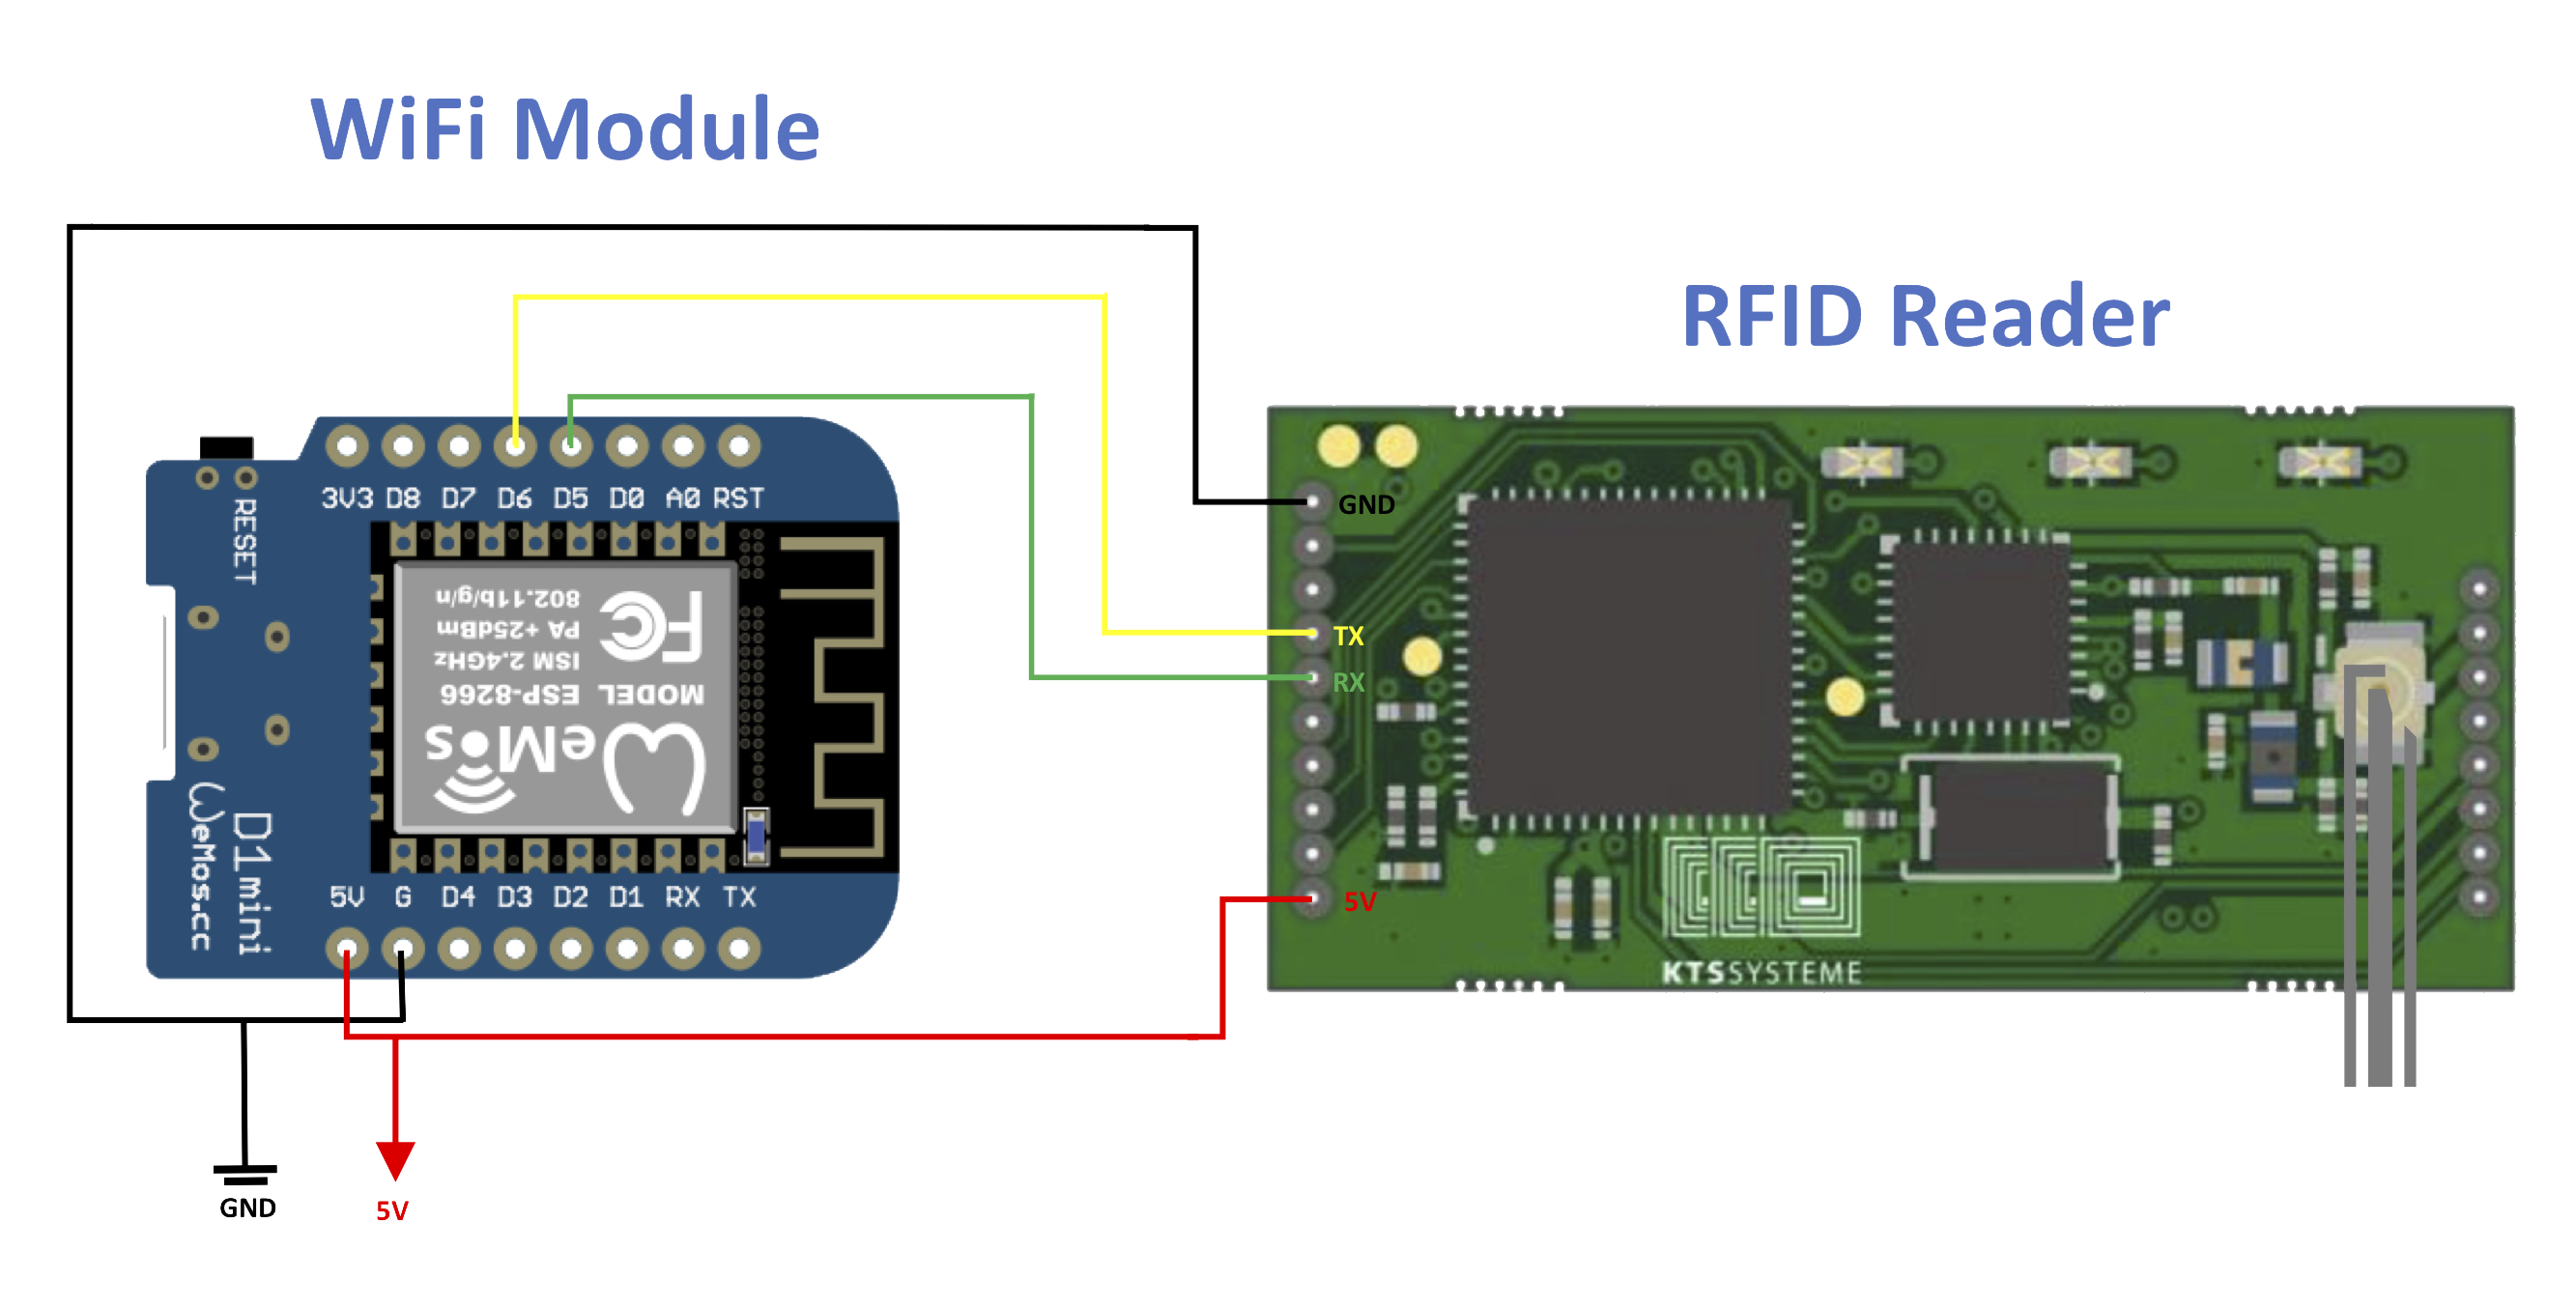 WiFi Module
RFID Reader
3V3 D8 D7 D6 D5 D0 A0 RST
RESET
GND
TX
RX
802.11b/g/n
PA +25dBm
ISM 2.4GHz
MODEL ESP-8266
FC
WeMos
D1 mini
WeMos.cc
5V G D4 D3 D2 D1 RX TX
5V
KTSSYSTEME
GND
5V